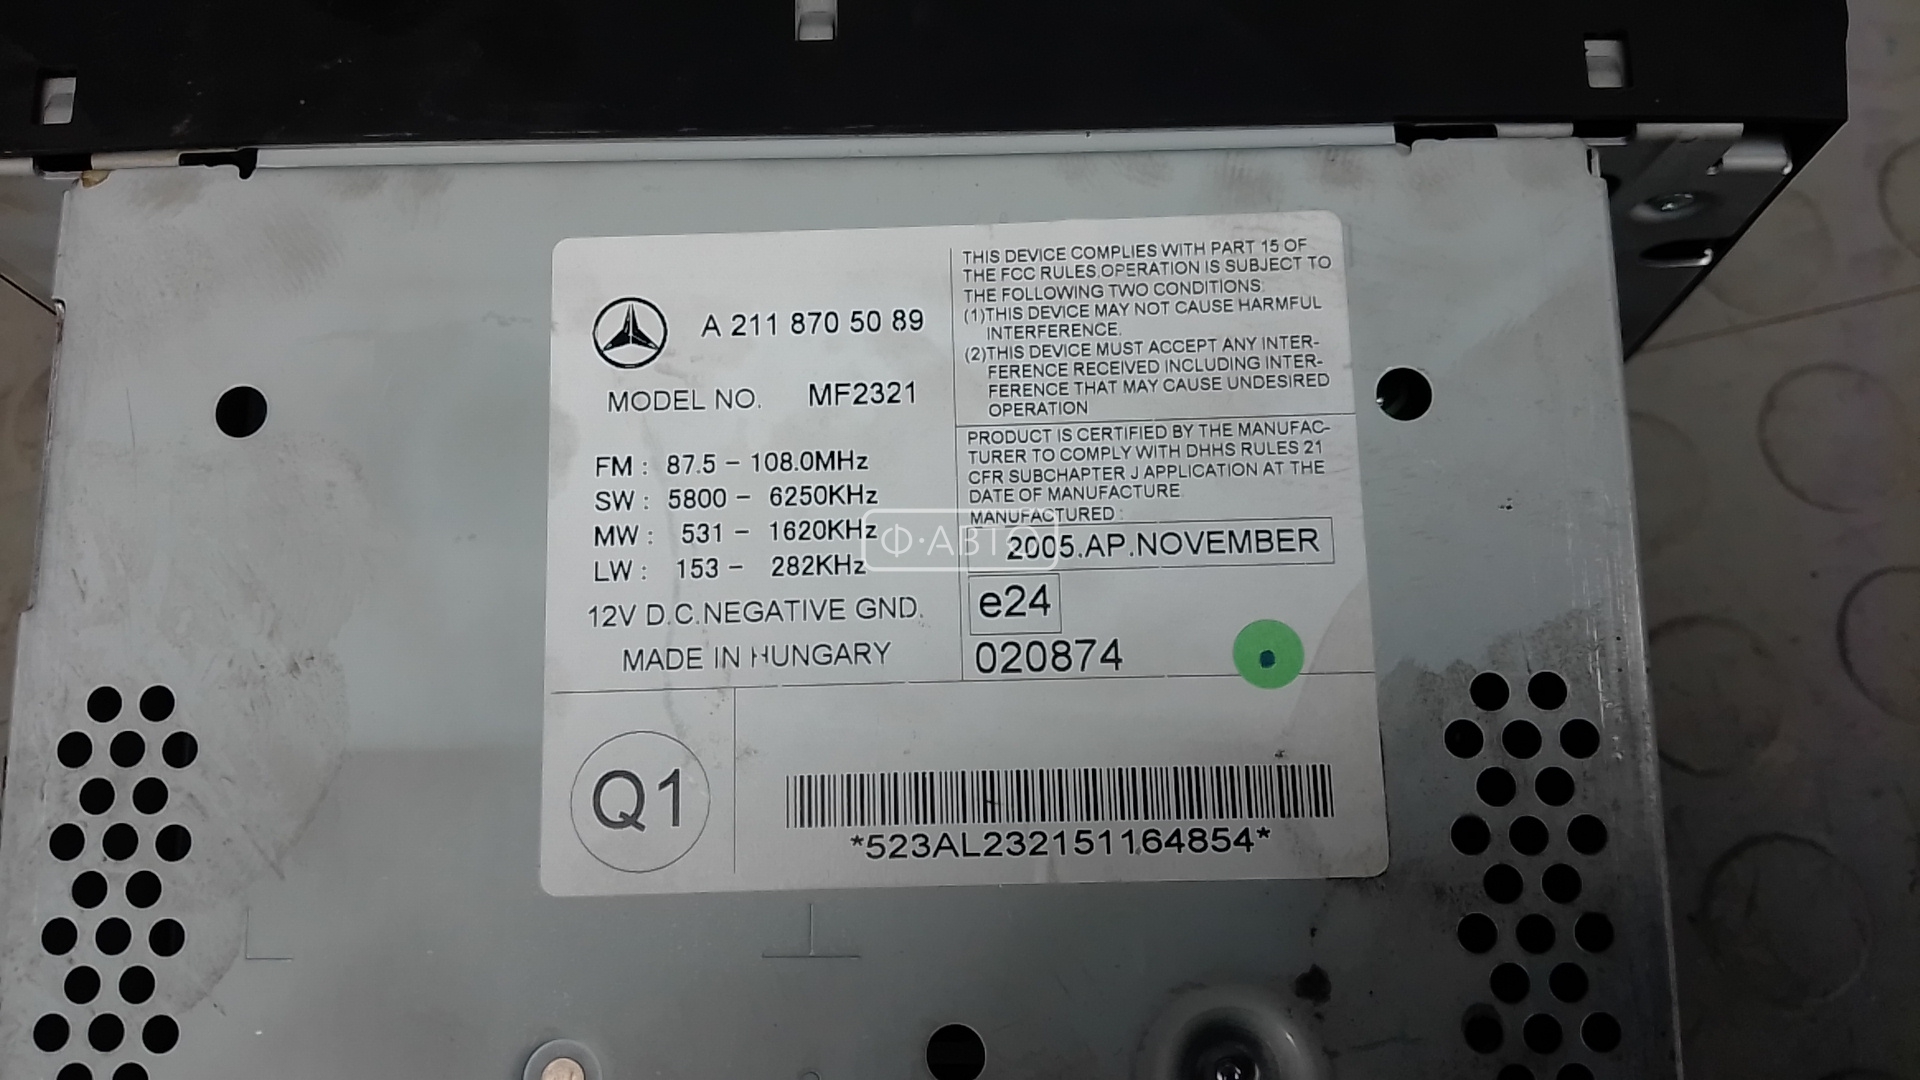 A 211 870 50 89
MODEL NO. MF2321
FM : 87.5 - 108.0MHz
SW : 5800 - 6250KHz
MW : 531 - 1620KHz
LW : 153 - 282KHz
12V D.C.NEGATIVE GND.
MADE IN HUNGARY
THIS DEVICE COMPLIES WITH PART 15 OF
THE FCC RULES.OPERATION IS SUBJECT TO
THE FOLLOWING TWO CONDITIONS:
(1)THIS DEVICE MAY NOT CAUSE HARMFUL
INTERFERENCE.
(2)THIS DEVICE MUST ACCEPT ANY INTER-
FERENCE RECEIVED INCLUDING INTER-
FERENCE THAT MAY CAUSE UNDESIRED
OPERATION
PRODUCT IS CERTIFIED BY THE MANUFAC-
TURER TO COMPLY WITH DHHS RULES 21
CFR SUBCHAPTER J APPLICATION AT THE
DATE OF MANUFACTURE.
MANUFACTURED :
2005.AP.NOVEMBER
Ф·АВТО
e24
020874
Q1
*523AL232151164854*